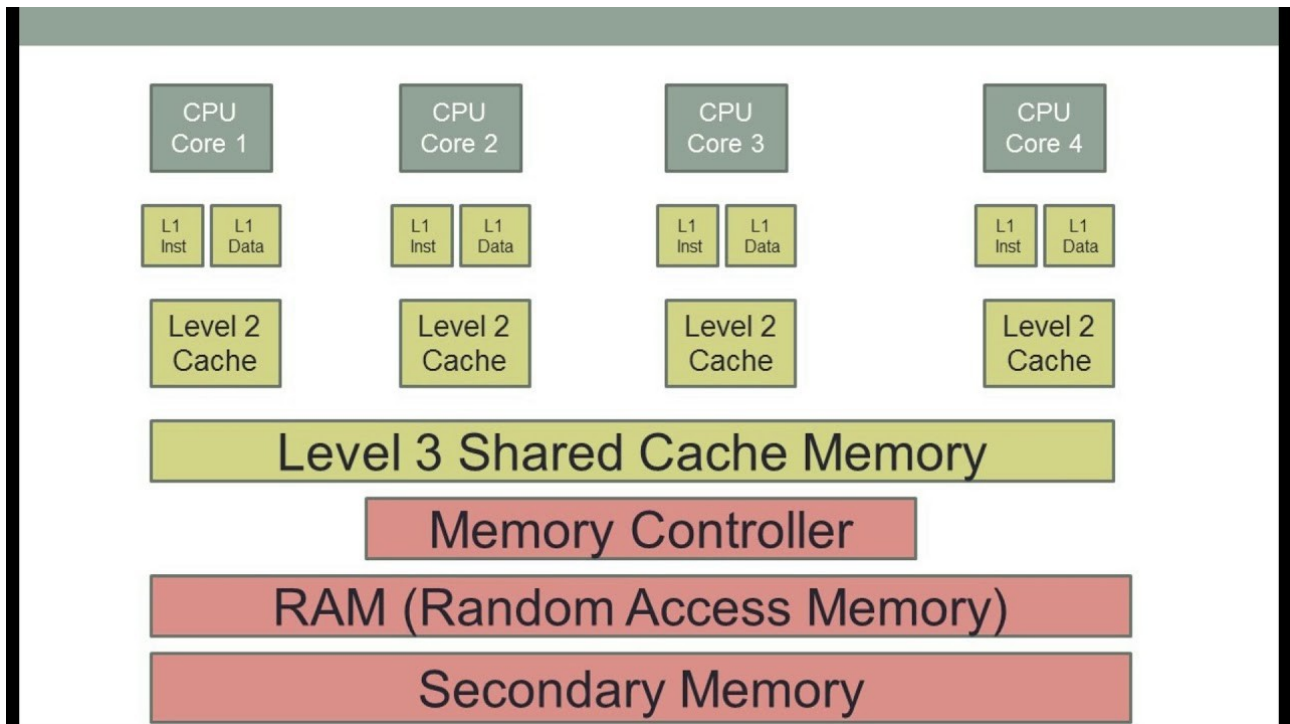 CPU
Core 1
CPU
Core 2
CPU
Core 3
CPU
Core 4
L1
Inst
L1
Data
L1
Inst
L1
Data
L1
Inst
L1
Data
L1
Inst
L1
Data
Level 2
Cache
Level 2
Cache
Level 2
Cache
Level 2
Cache
Level 3 Shared Cache Memory
Memory Controller
RAM (Random Access Memory)
Secondary Memory